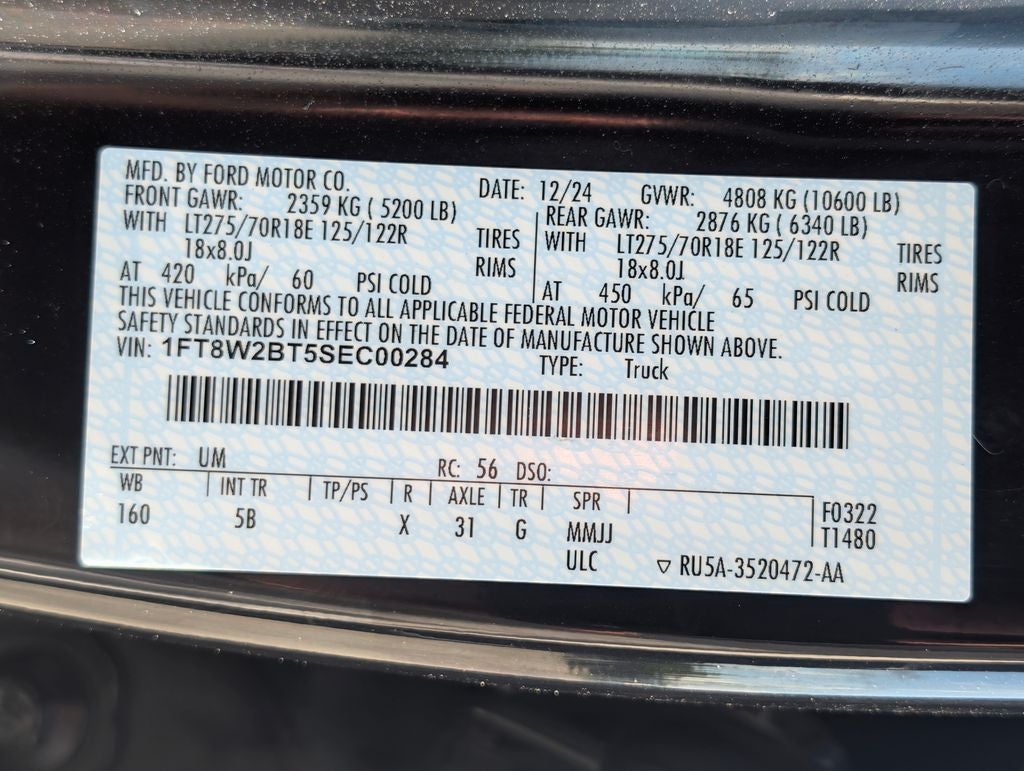 MFD. BY FORD MOTOR CO. DATE: 12/24 GVWR: 4808 KG (10600 LB)
FRONT GAWR: 2359 KG ( 5200 LB) REAR GAWR: 2876 KG ( 6340 LB)
WITH LT275/70R18E 125/122R TIRES WITH LT275/70R18E 125/122R TIRES
18x8.0J RIMS 18x8.0J RIMS
AT 420 kPa/ 60 PSI COLD AT 450 kPa/ 65 PSI COLD
THIS VEHICLE CONFORMS TO ALL APPLICABLE FEDERAL MOTOR VEHICLE
SAFETY STANDARDS IN EFFECT ON THE DATE OF MANUFACTURE SHOWN ABOVE.
VIN: 1FT8W2BT5SEC00284 TYPE: Truck
EXT PNT: UM RC: 56 DSO:
WB INT TR TP/PS R AXLE TR SPR F0322
160 5B X 31 G MMJJ T1480
ULC ▽ RU5A-3520472-AA